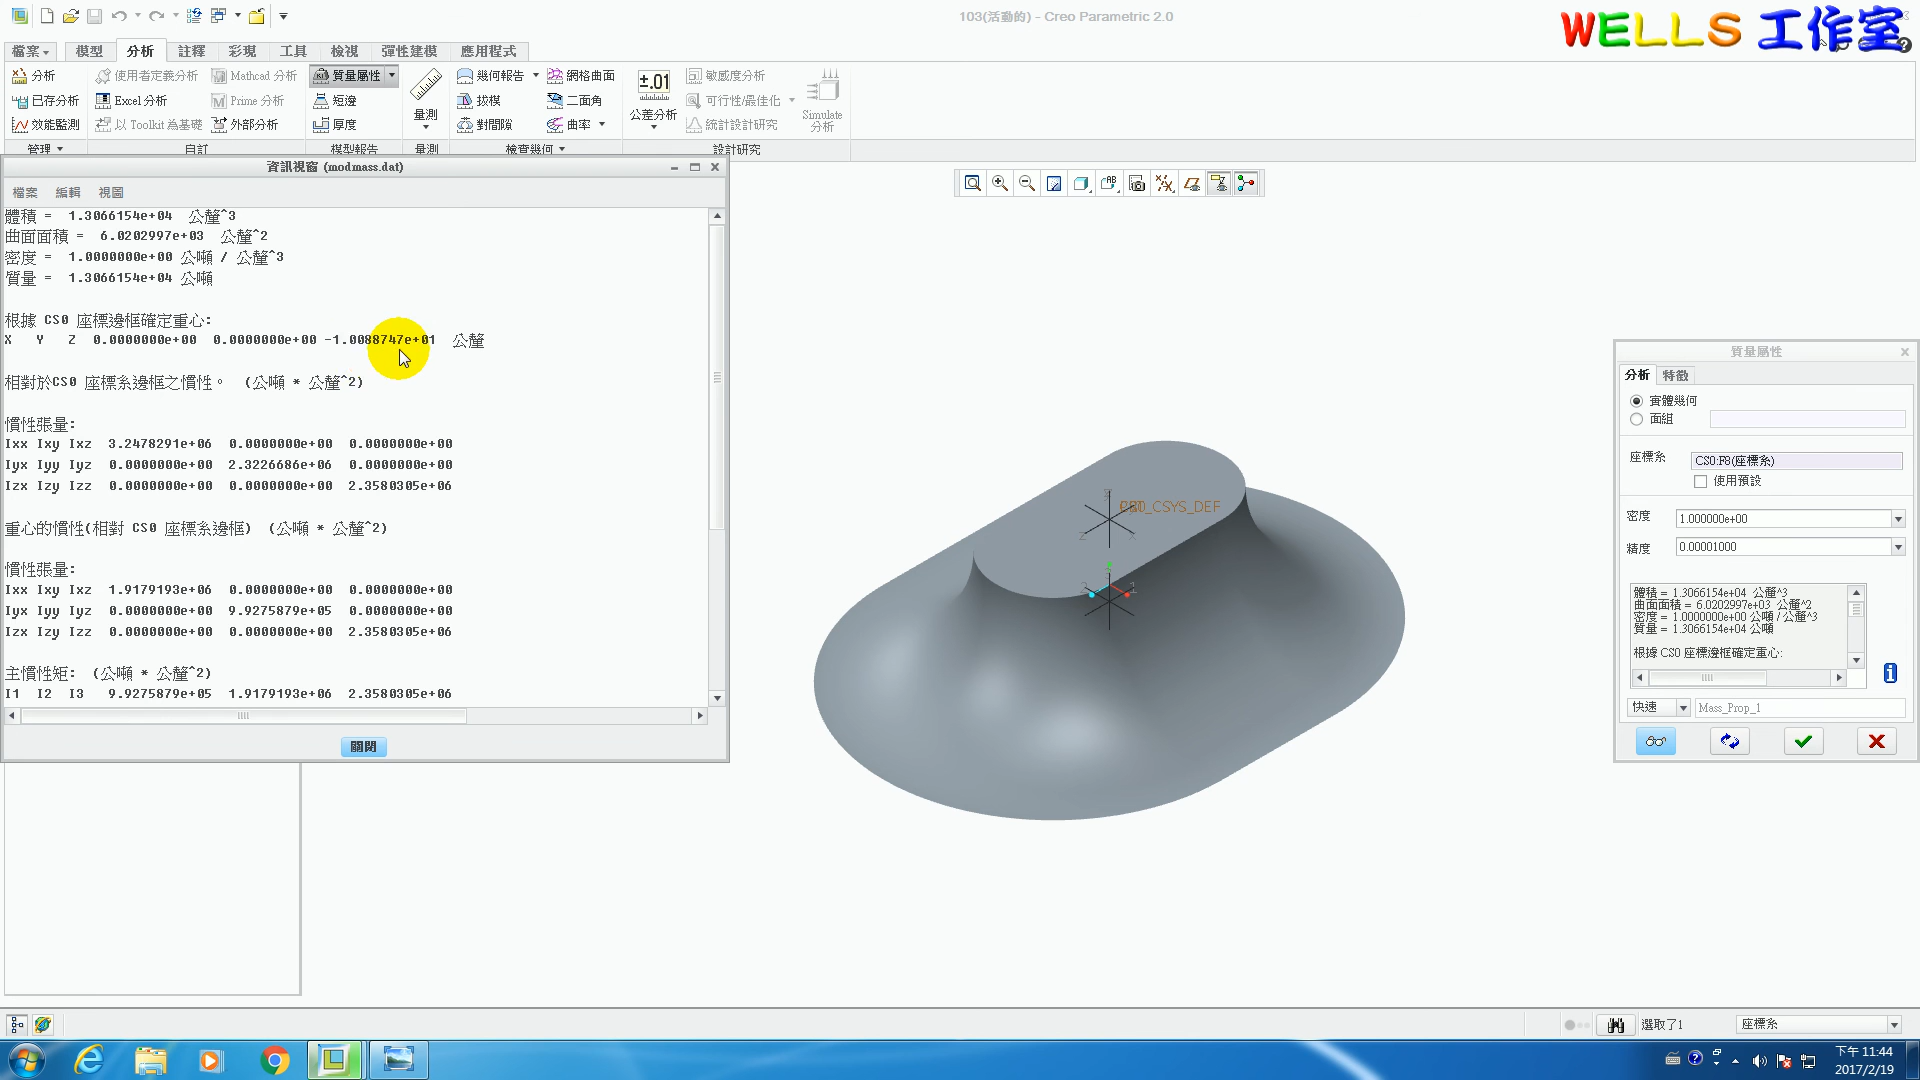 103(活動的) - Creo Parametric 2.0
WELLS 工作室
檔案 模型 分析 註釋 彩現 工具 檢視 彈性建模 應用程式
分析 使用者定義分析 Mathcad 分析 質量屬性 幾何報告 網格曲面 敏感度分析
已存分析 Excel 分析 Prime 分析 短邊 拔模 二面角 可行性/最佳化
效能監測 以 Toolkit 為基礎 外部分析 厚度 量測 對間隙 曲率 ±.01 公差分析 統計設計研究 Simulate 分析
管理 自訂 模型報告 量測 檢查幾何 設計研究
資訊視窗 (modmass.dat)
檔案 編輯 視圖
體積 = 1.3066154e+04 公釐^3
曲面面積 = 6.0202997e+03 公釐^2
密度 = 1.0000000e+00 公噸 / 公釐^3
質量 = 1.3066154e+04 公噸
根據 CS0 座標邊框確定重心:
X Y Z 0.0000000e+00 0.0000000e+00 -1.0088747e+01 公釐
相對於CS0 座標系邊框之慣性。 (公噸 * 公釐^2)
慣性張量:
Ixx Ixy Ixz 3.2478291e+06 0.0000000e+00 0.0000000e+00
Iyx Iyy Iyz 0.0000000e+00 2.3226686e+06 0.0000000e+00
Izx Izy Izz 0.0000000e+00 0.0000000e+00 2.3580305e+06
重心的慣性(相對 CS0 座標系邊框) (公噸 * 公釐^2)
慣性張量:
Ixx Ixy Ixz 1.9179193e+06 0.0000000e+00 0.0000000e+00
Iyx Iyy Iyz 0.0000000e+00 9.9275879e+05 0.0000000e+00
Izx Izy Izz 0.0000000e+00 0.0000000e+00 2.3580305e+06
主慣性矩: (公噸 * 公釐^2)
I1 I2 I3 9.9275879e+05 1.9179193e+06 2.3580305e+06
關閉
_CSYS_DEF
質量屬性
分析 特徵
實體幾何
面組
座標系 CS0:F8(座標系)
使用預設
密度 1.000000e+00
精度 0.00001000
體積 = 1.3066154e+04 公釐^3
曲面面積 = 6.0202997e+03 公釐^2
密度 = 1.0000000e+00 公噸 / 公釐^3
質量 = 1.3066154e+04 公噸
根據 CS0 座標邊框確定重心:
快速 Mass_Prop_1
選取了1 座標系
下午 11:44
2017/2/19